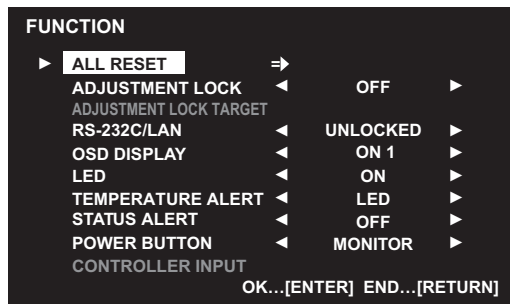 FUNCTION
ALL RESET
ADJUSTMENT LOCK OFF
ADJUSTMENT LOCK TARGET
RS-232C/LAN UNLOCKED
OSD DISPLAY ON 1
LED ON
TEMPERATURE ALERT LED
STATUS ALERT OFF
POWER BUTTON MONITOR
CONTROLLER INPUT
OK...[ENTER] END...[RETURN]